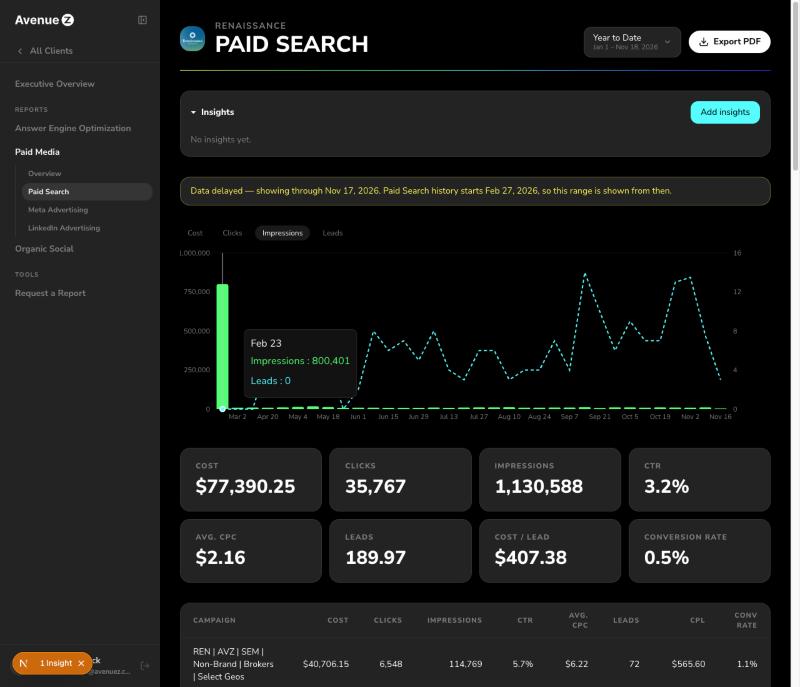 Avenue Z
All Clients
Executive Overview
REPORTS
Answer Engine Optimization
Paid Media
Overview
Paid Search
Meta Advertising
LinkedIn Advertising
Organic Social
TOOLS
Request a Report
N 1 Insight
ck
@avenuez.c...
RENAISSANCE
PAID SEARCH
Year to Date
Jan 1 – Nov 18, 2026
Export PDF
Insights
Add insights
No insights yet.
Data delayed — showing through Nov 17, 2026. Paid Search history starts Feb 27, 2026, so this range is shown from then.
Cost Clicks Impressions Leads
1,000,000 16
750,000 12
500,000 8
250,000 4
0 0
Feb 23
Impressions : 800,401
Leads : 0
Mar 2 Apr 20 May 4 May 18 Jun 1 Jun 15 Jun 29 Jul 13 Jul 27 Aug 10 Aug 24 Sep 7 Sep 21 Oct 5 Oct 19 Nov 2 Nov 16
COST CLICKS IMPRESSIONS CTR
$77,390.25 35,767 1,130,588 3.2%
AVG. CPC LEADS COST / LEAD CONVERSION RATE
$2.16 189.97 $407.38 0.5%
CAMPAIGN COST CLICKS IMPRESSIONS CTR AVG. CPC LEADS CPL CONV RATE
REN | AVZ | SEM |
Non-Brand | Brokers
| Select Geos
$40,706.15 6,548 114,769 5.7% $6.22 72 $565.60 1.1%